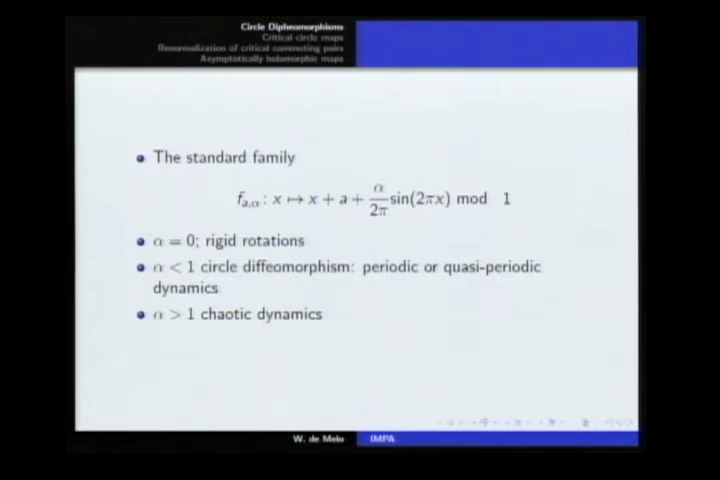 Circle Dipheomorphisms
Critical circle maps
Renormalization of critical commuting pairs
Asymptotically holomorphic maps
The standard family
f_{a,α} : x ↦ x + a + α/2π sin(2πx) mod 1
α = 0; rigid rotations
α < 1 circle diffeomorphism: periodic or quasi-periodic
dynamics
α > 1 chaotic dynamics
W. de Melo IMPA